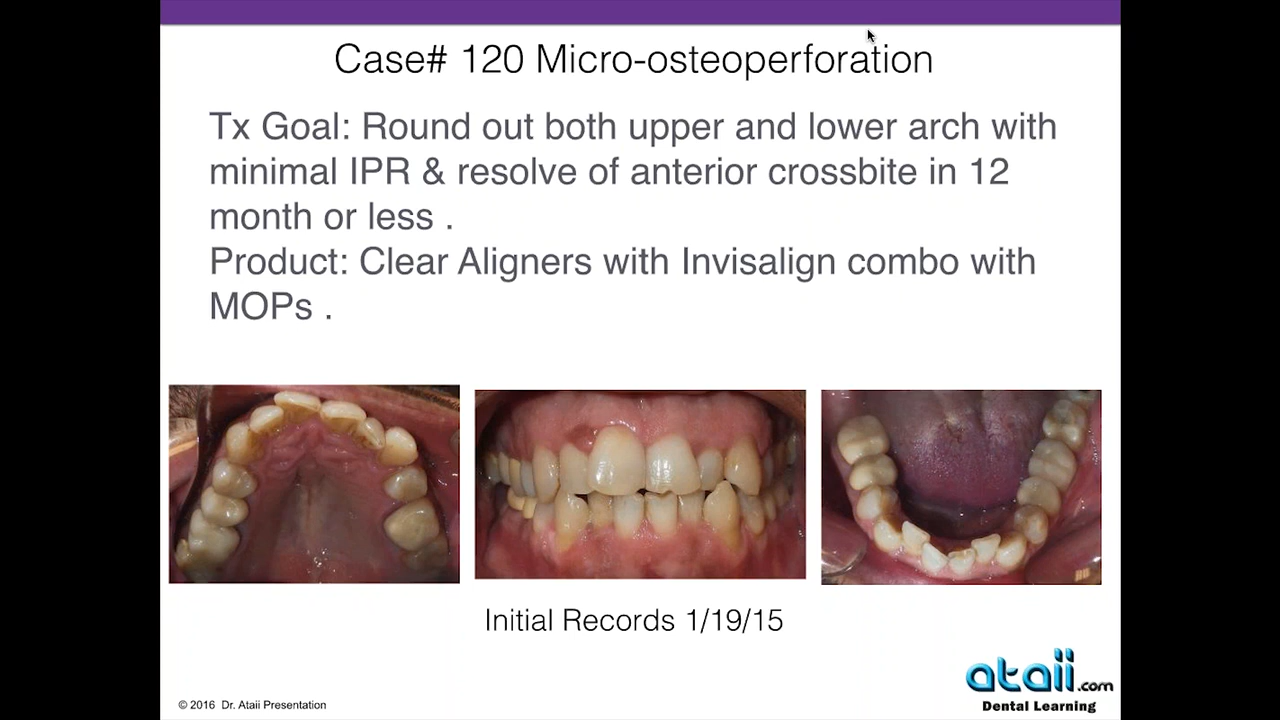 Case# 120 Micro-osteoperforation
Tx Goal: Round out both upper and lower arch with
minimal IPR & resolve of anterior crossbite in 12
month or less .
Product: Clear Aligners with Invisalign combo with
MOPs .
Initial Records 1/19/15
© 2016 Dr. Ataii Presentation
ataii.com
Dental Learning